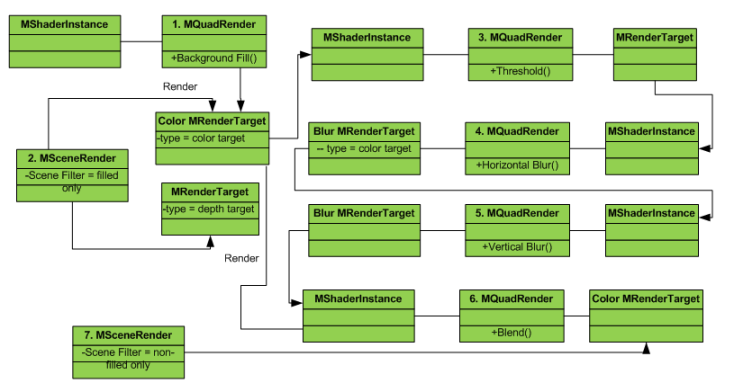 MShaderInstance
1. MQuadRender
+Background Fill()
Render
MShaderInstance
3. MQuadRender
+Threshold()
MRenderTarget
Color MRenderTarget
-type = color target
2. MSceneRender
-Scene Filter = filled
only
MRenderTarget
-type = depth target
Render
Blur MRenderTarget
-- type = color target
4. MQuadRender
+Horizontal Blur()
MShaderInstance
Blur MRenderTarget
5. MQuadRender
+Vertical Blur()
MShaderInstance
MShaderInstance
6. MQuadRender
+Blend()
Color MRenderTarget
7. MSceneRender
-Scene Filter = non-
filled only